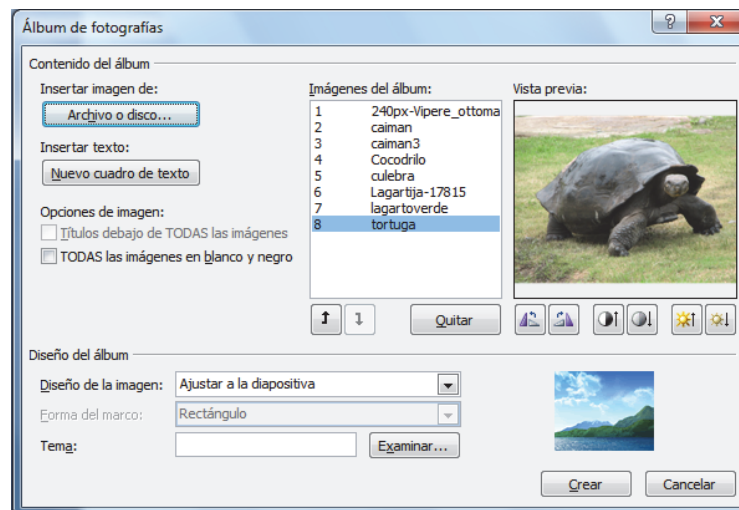 Álbum de fotografías
Contenido del álbum
Insertar imagen de:
Archivo o disco...
Insertar texto:
Nuevo cuadro de texto
Opciones de imagen:
Títulos debajo de TODAS las imágenes
TODAS las imágenes en blanco y negro
Imágenes del álbum:
1 240px-Vipere_ottoma
2 caiman
3 caiman3
4 Cocodrilo
5 culebra
6 Lagartija-17815
7 lagartoverde
8 tortuga
Quitar
Vista previa:
Diseño del álbum
Diseño de la imagen: Ajustar a la diapositiva
Forma del marco: Rectángulo
Tema: Examinar...
Crear Cancelar